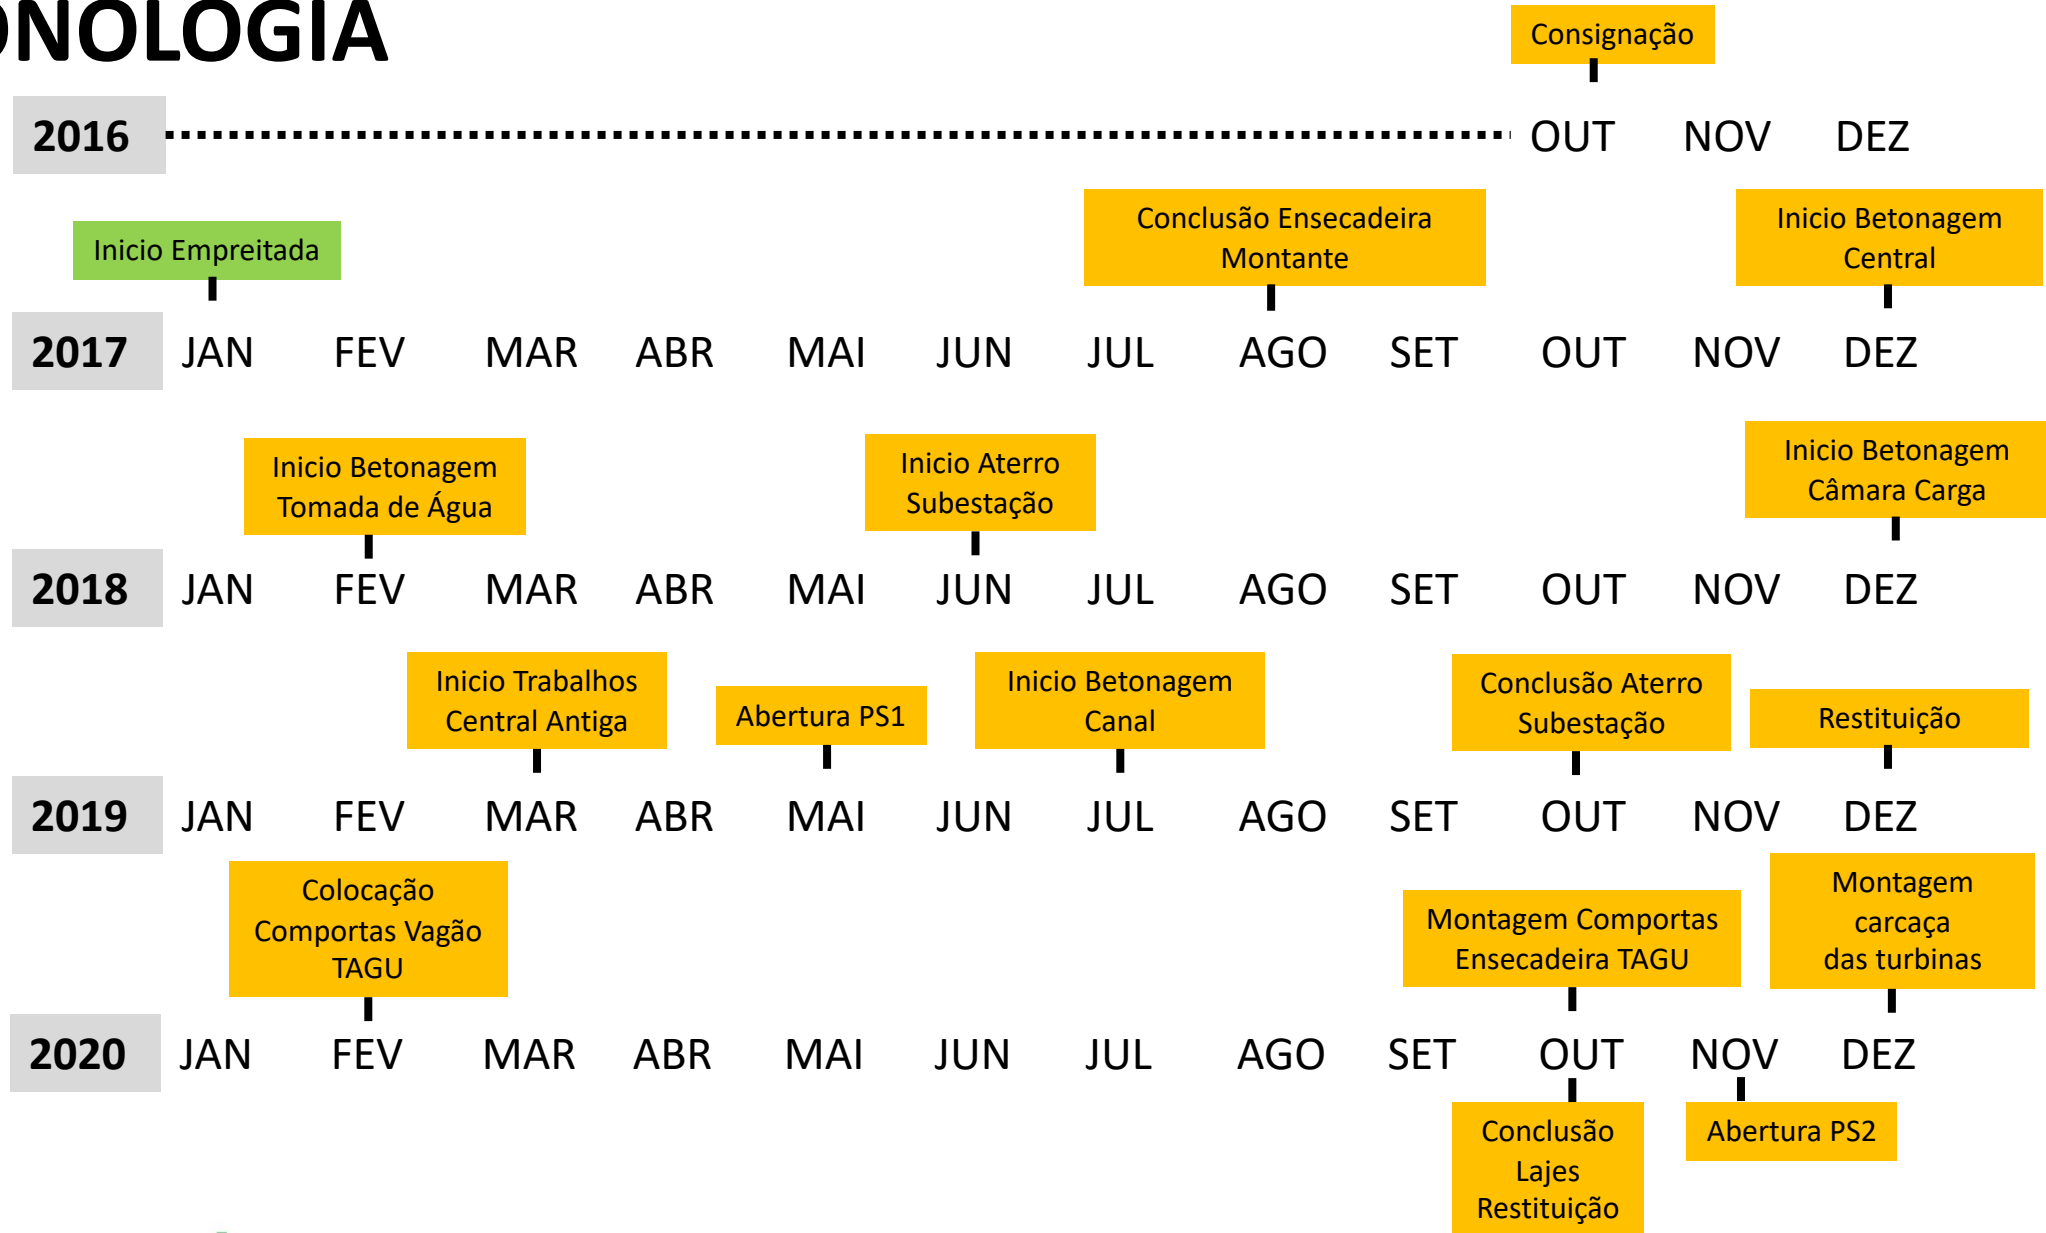 ONOLOGIA
Consignação
2016
OUT NOV DEZ
Inicio Empreitada
Conclusão Ensecadeira
Montante
Inicio Betonagem
Central
2017 JAN FEV MAR ABR MAI JUN JUL AGO SET OUT NOV DEZ
Inicio Betonagem
Tomada de Água
Inicio Aterro
Subestação
Inicio Betonagem
Câmara Carga
2018 JAN FEV MAR ABR MAI JUN JUL AGO SET OUT NOV DEZ
Inicio Trabalhos
Central Antiga
Abertura PS1
Inicio Betonagem
Canal
Conclusão Aterro
Subestação
Restituição
2019 JAN FEV MAR ABR MAI JUN JUL AGO SET OUT NOV DEZ
Colocação
Comportas Vagão
TAGU
Montagem Comportas
Ensecadeira TAGU
Montagem
carcaça
das turbinas
2020 JAN FEV MAR ABR MAI JUN JUL AGO SET OUT NOV DEZ
Conclusão
Lajes
Restituição
Abertura PS2